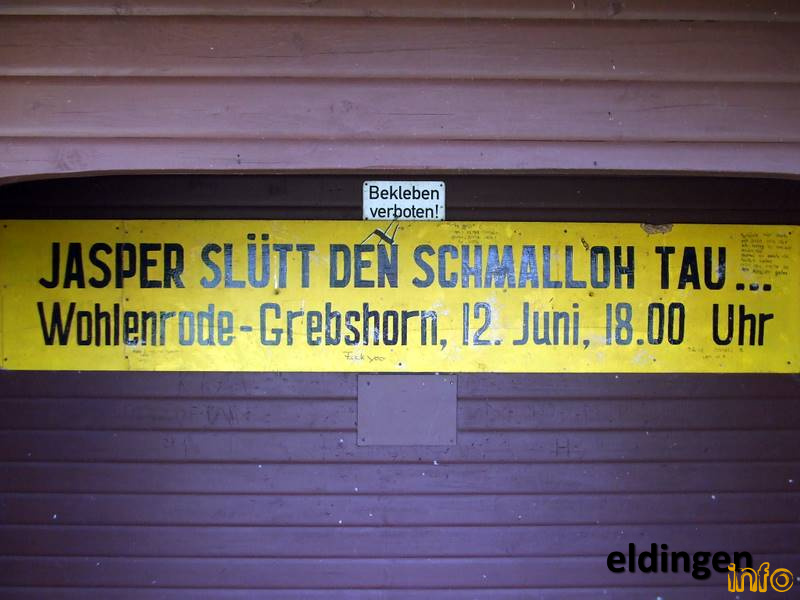 Bekleben
verboten!
JASPER SLÜTT DEN SCHMALLOH TAU...
Wohlenrode-Grebshorn, 12. Juni, 18.00 Uhr
eldingen
info